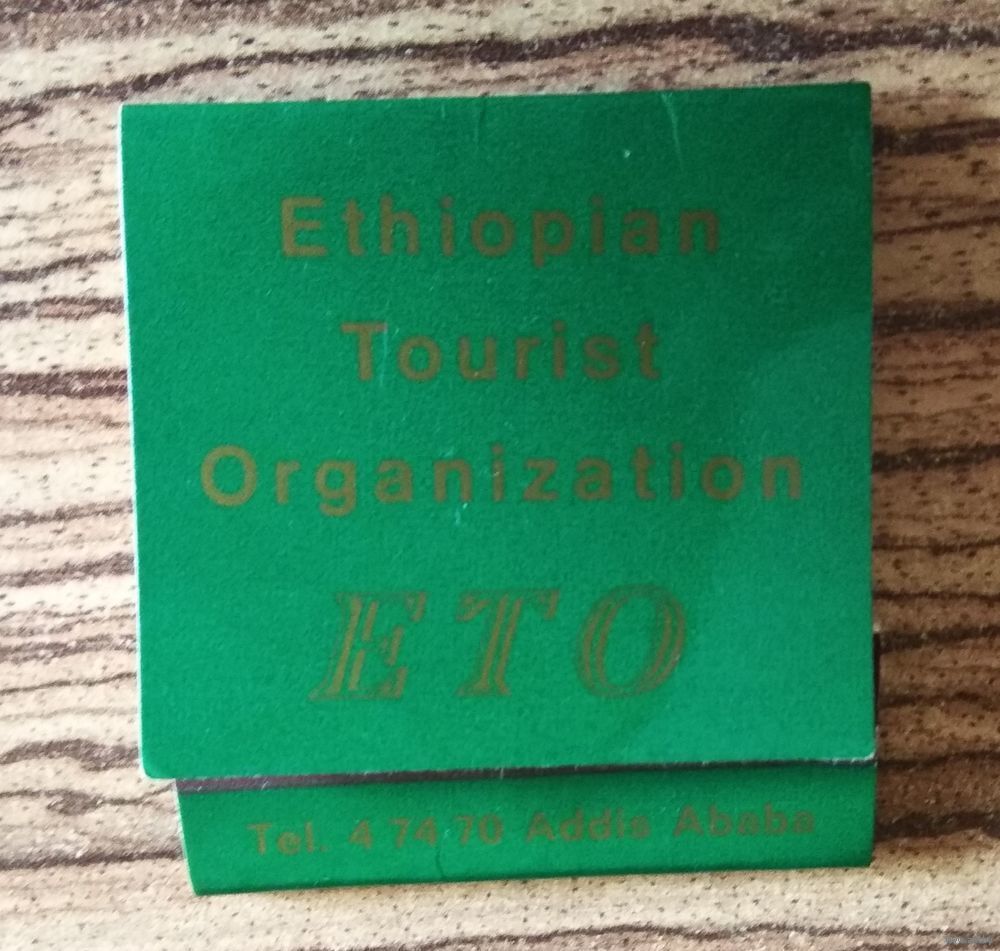 Ethiopian
Tourist
Organization
ETO
Tel. 4 74 70 Addis Ababa